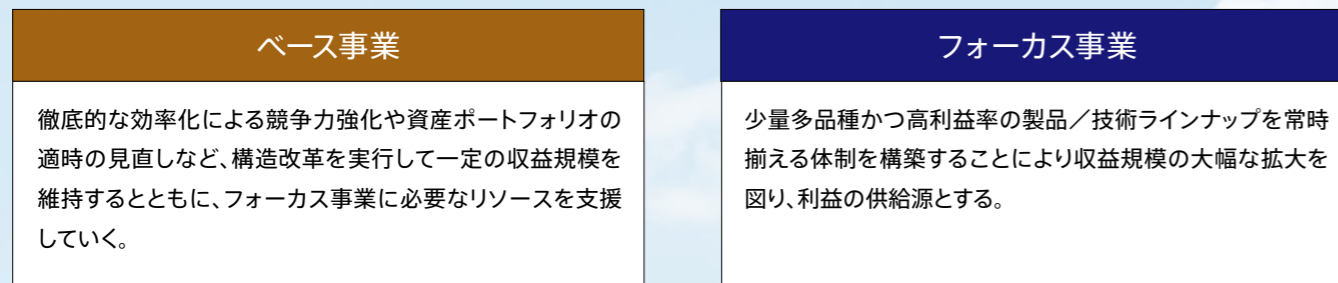 ベース事業
徹底的な効率化による競争力強化や資産ポートフォリオの
適時の見直しなど、構造改革を実行して一定の収益規模を
維持するとともに、フォーカス事業に必要なリソースを支援
していく。
フォーカス事業
少量多品種かつ高利益率の製品／技術ラインナップを常時
揃える体制を構築することにより収益規模の大幅な拡大を
図り、利益の供給源とする。